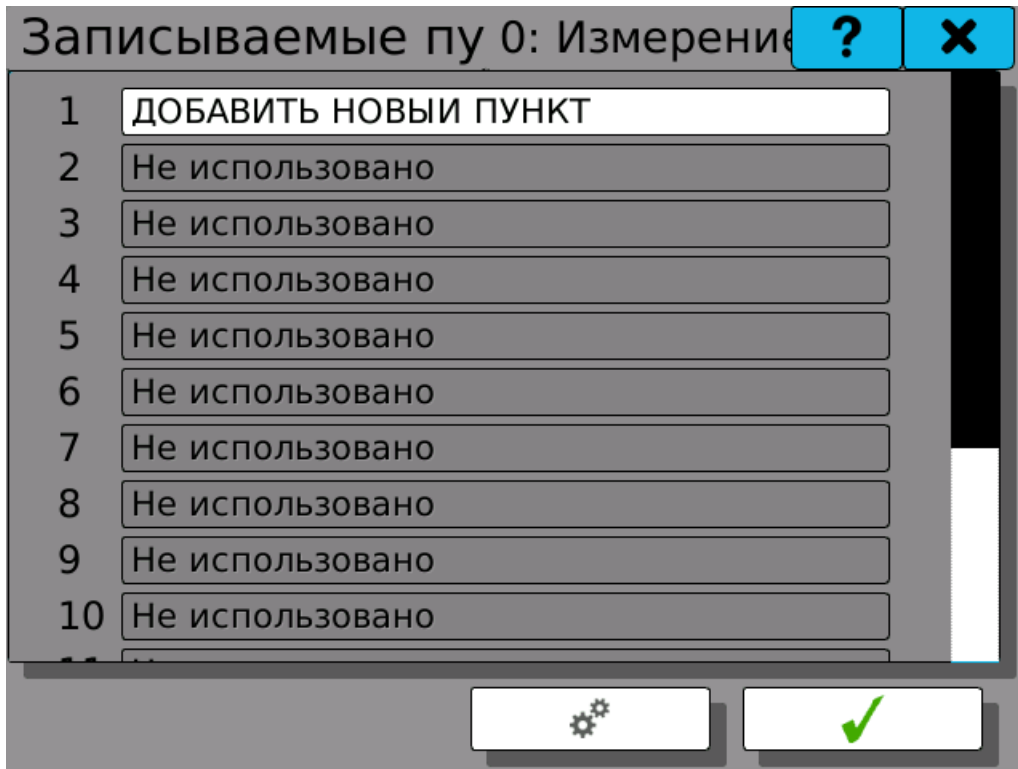 Записываемые пу 0: Измерение
?
1 ДОБАВИТЬ НОВЫИ ПУНКТ
2 Не использовано
3 Не использовано
4 Не использовано
5 Не использовано
6 Не использовано
7 Не использовано
8 Не использовано
9 Не использовано
10 Не использовано